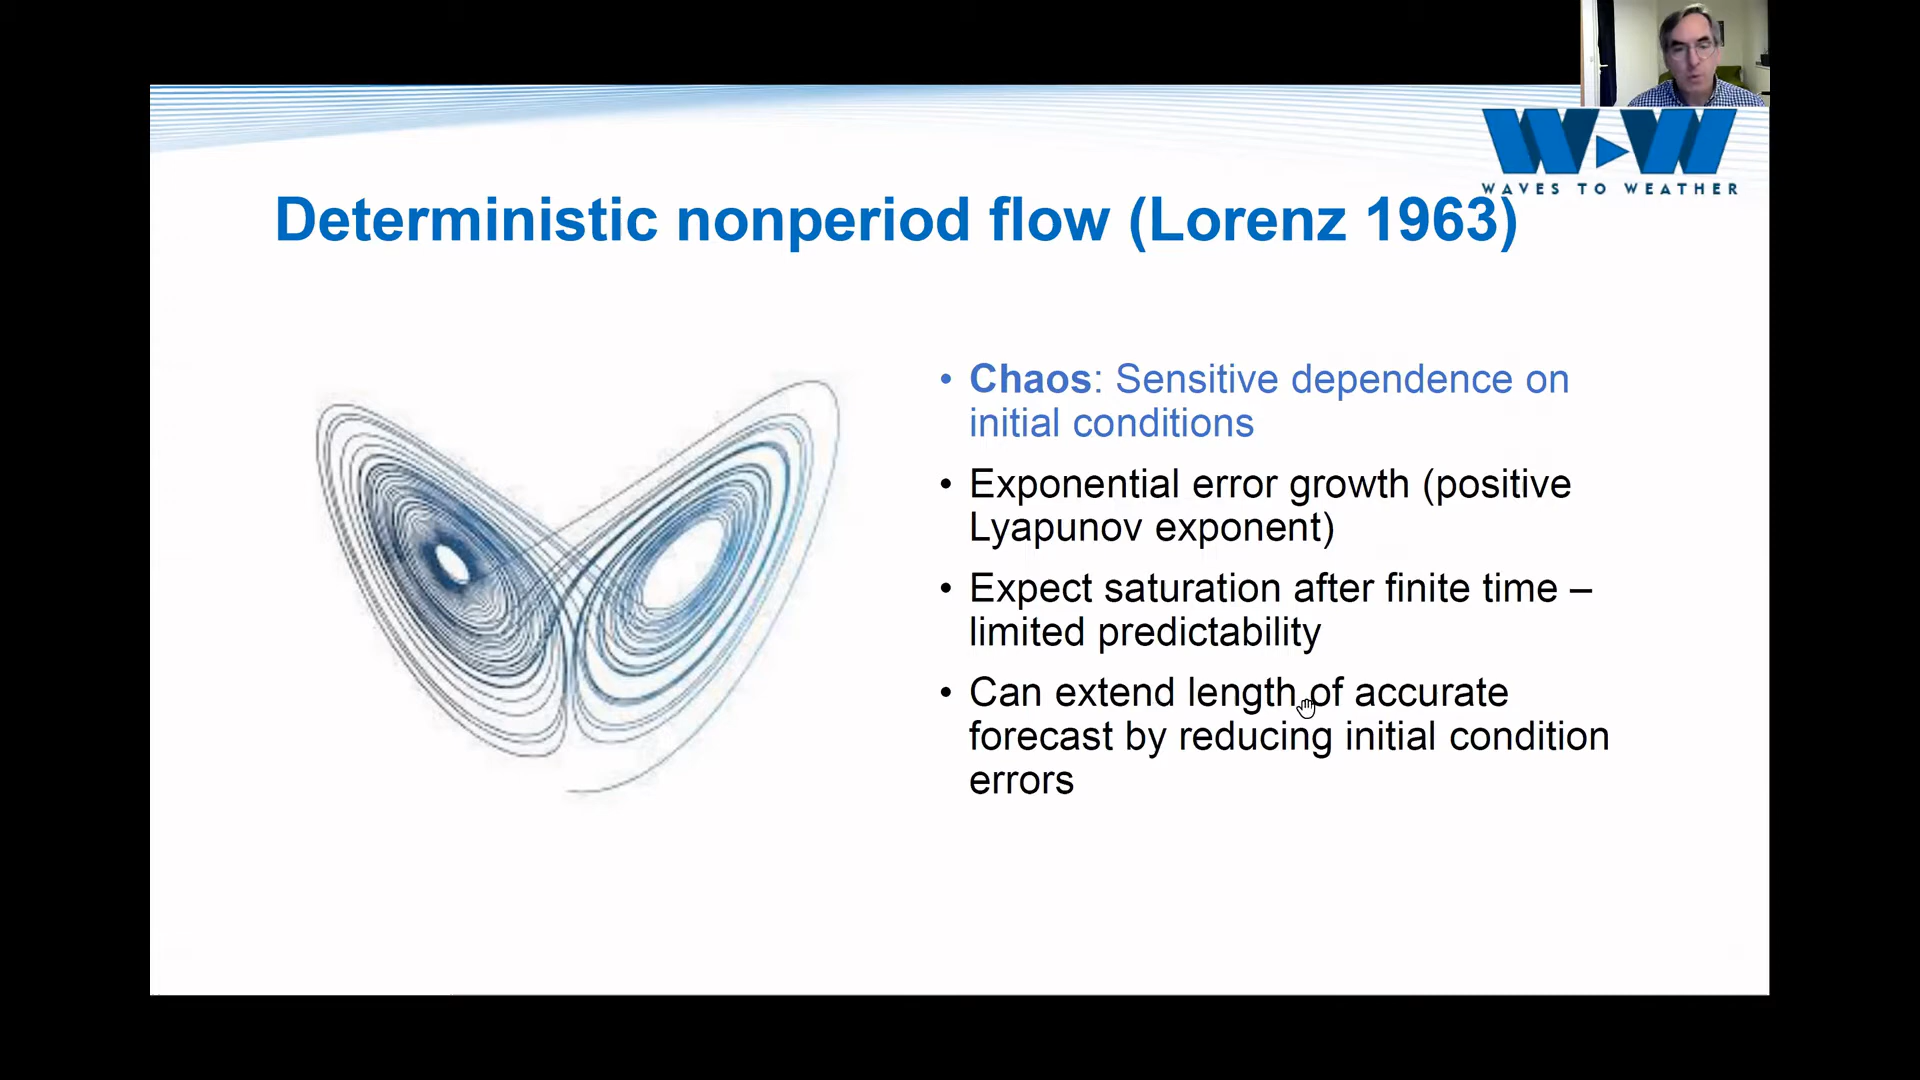 WAVES TO WEATHER
Deterministic nonperiod flow (Lorenz 1963)
• Chaos: Sensitive dependence on
initial conditions
• Exponential error growth (positive
Lyapunov exponent)
• Expect saturation after finite time –
limited predictability
• Can extend length of accurate
forecast by reducing initial condition
errors